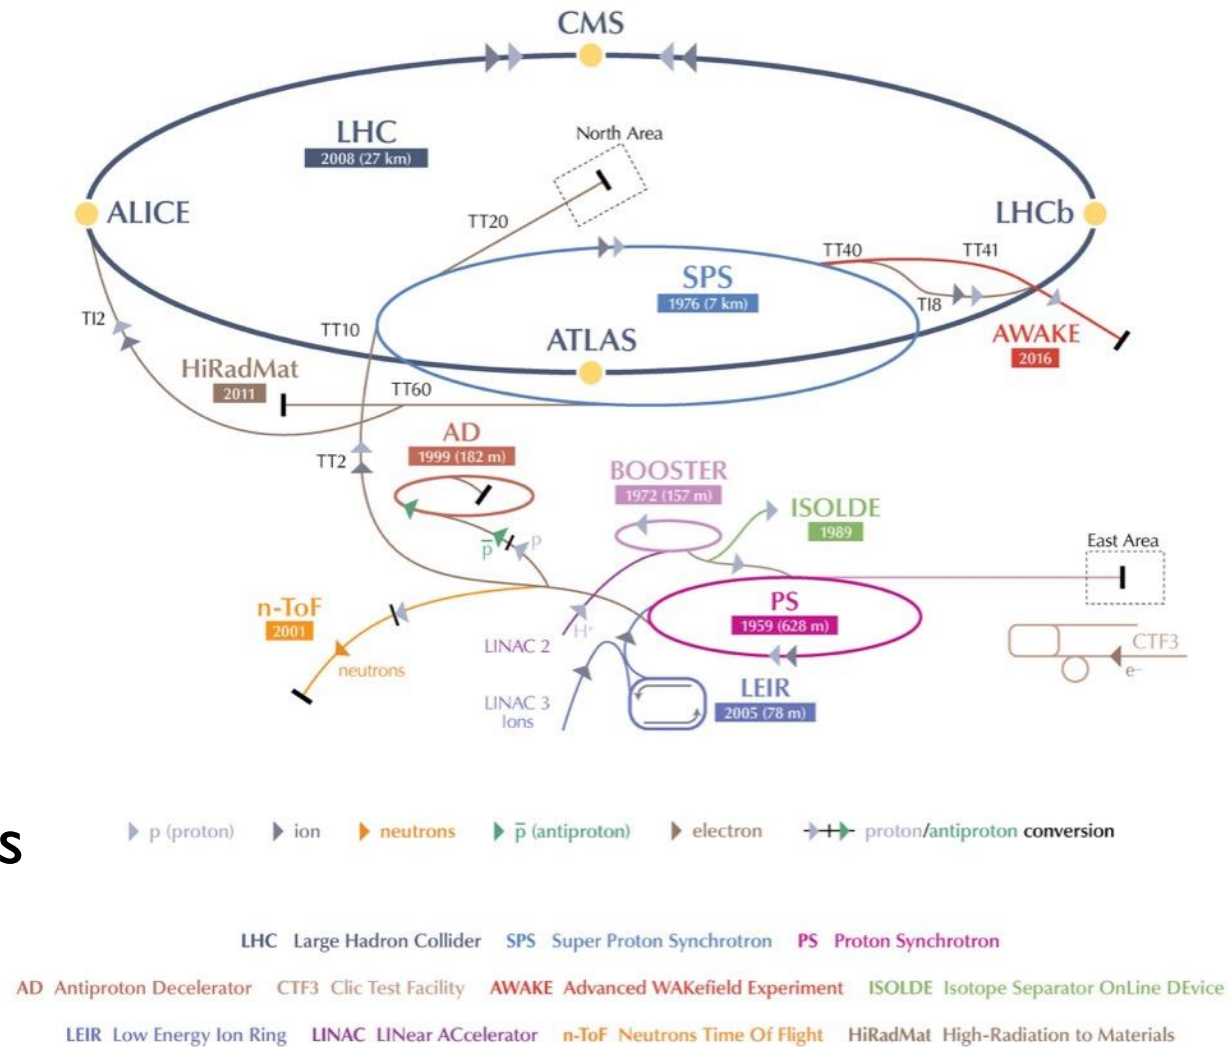 CMS
LHC
2008 (27 km)
North Area
ALICE
LHCb
TT20
TT40
TT41
SPS
1976 (7 km)
TI8
TI2
TT10
ATLAS
AWAKE
2016
HiRadMat
2011
TT60
AD
1999 (182 m)
TT2
BOOSTER
1972 (157 m)
ISOLDE
1989
p̅
p
East Area
n-ToF
2001
PS
1959 (628 m)
H⁻
LINAC 2
neutrons
CTF3
e⁻
LEIR
2005 (78 m)
LINAC 3
Ions
s
p (proton) ion neutrons p̅ (antiproton) electron proton/antiproton conversion
LHC Large Hadron Collider SPS Super Proton Synchrotron PS Proton Synchrotron
AD Antiproton Decelerator CTF3 Clic Test Facility AWAKE Advanced WAKefield Experiment ISOLDE Isotope Separator OnLine DEvice
LEIR Low Energy Ion Ring LINAC LINear ACcelerator n-ToF Neutrons Time Of Flight HiRadMat High-Radiation to Materials